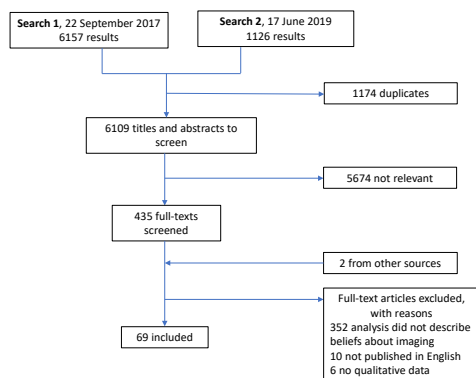 Search 1, 22 September 2017
6157 results
Search 2, 17 June 2019
1126 results
1174 duplicates
6109 titles and abstracts to
screen
5674 not relevant
435 full-texts
screened
2 from other sources
Full-text articles excluded,
with reasons
352 analysis did not describe
beliefs about imaging
10 not published in English
6 no qualitative data
69 included